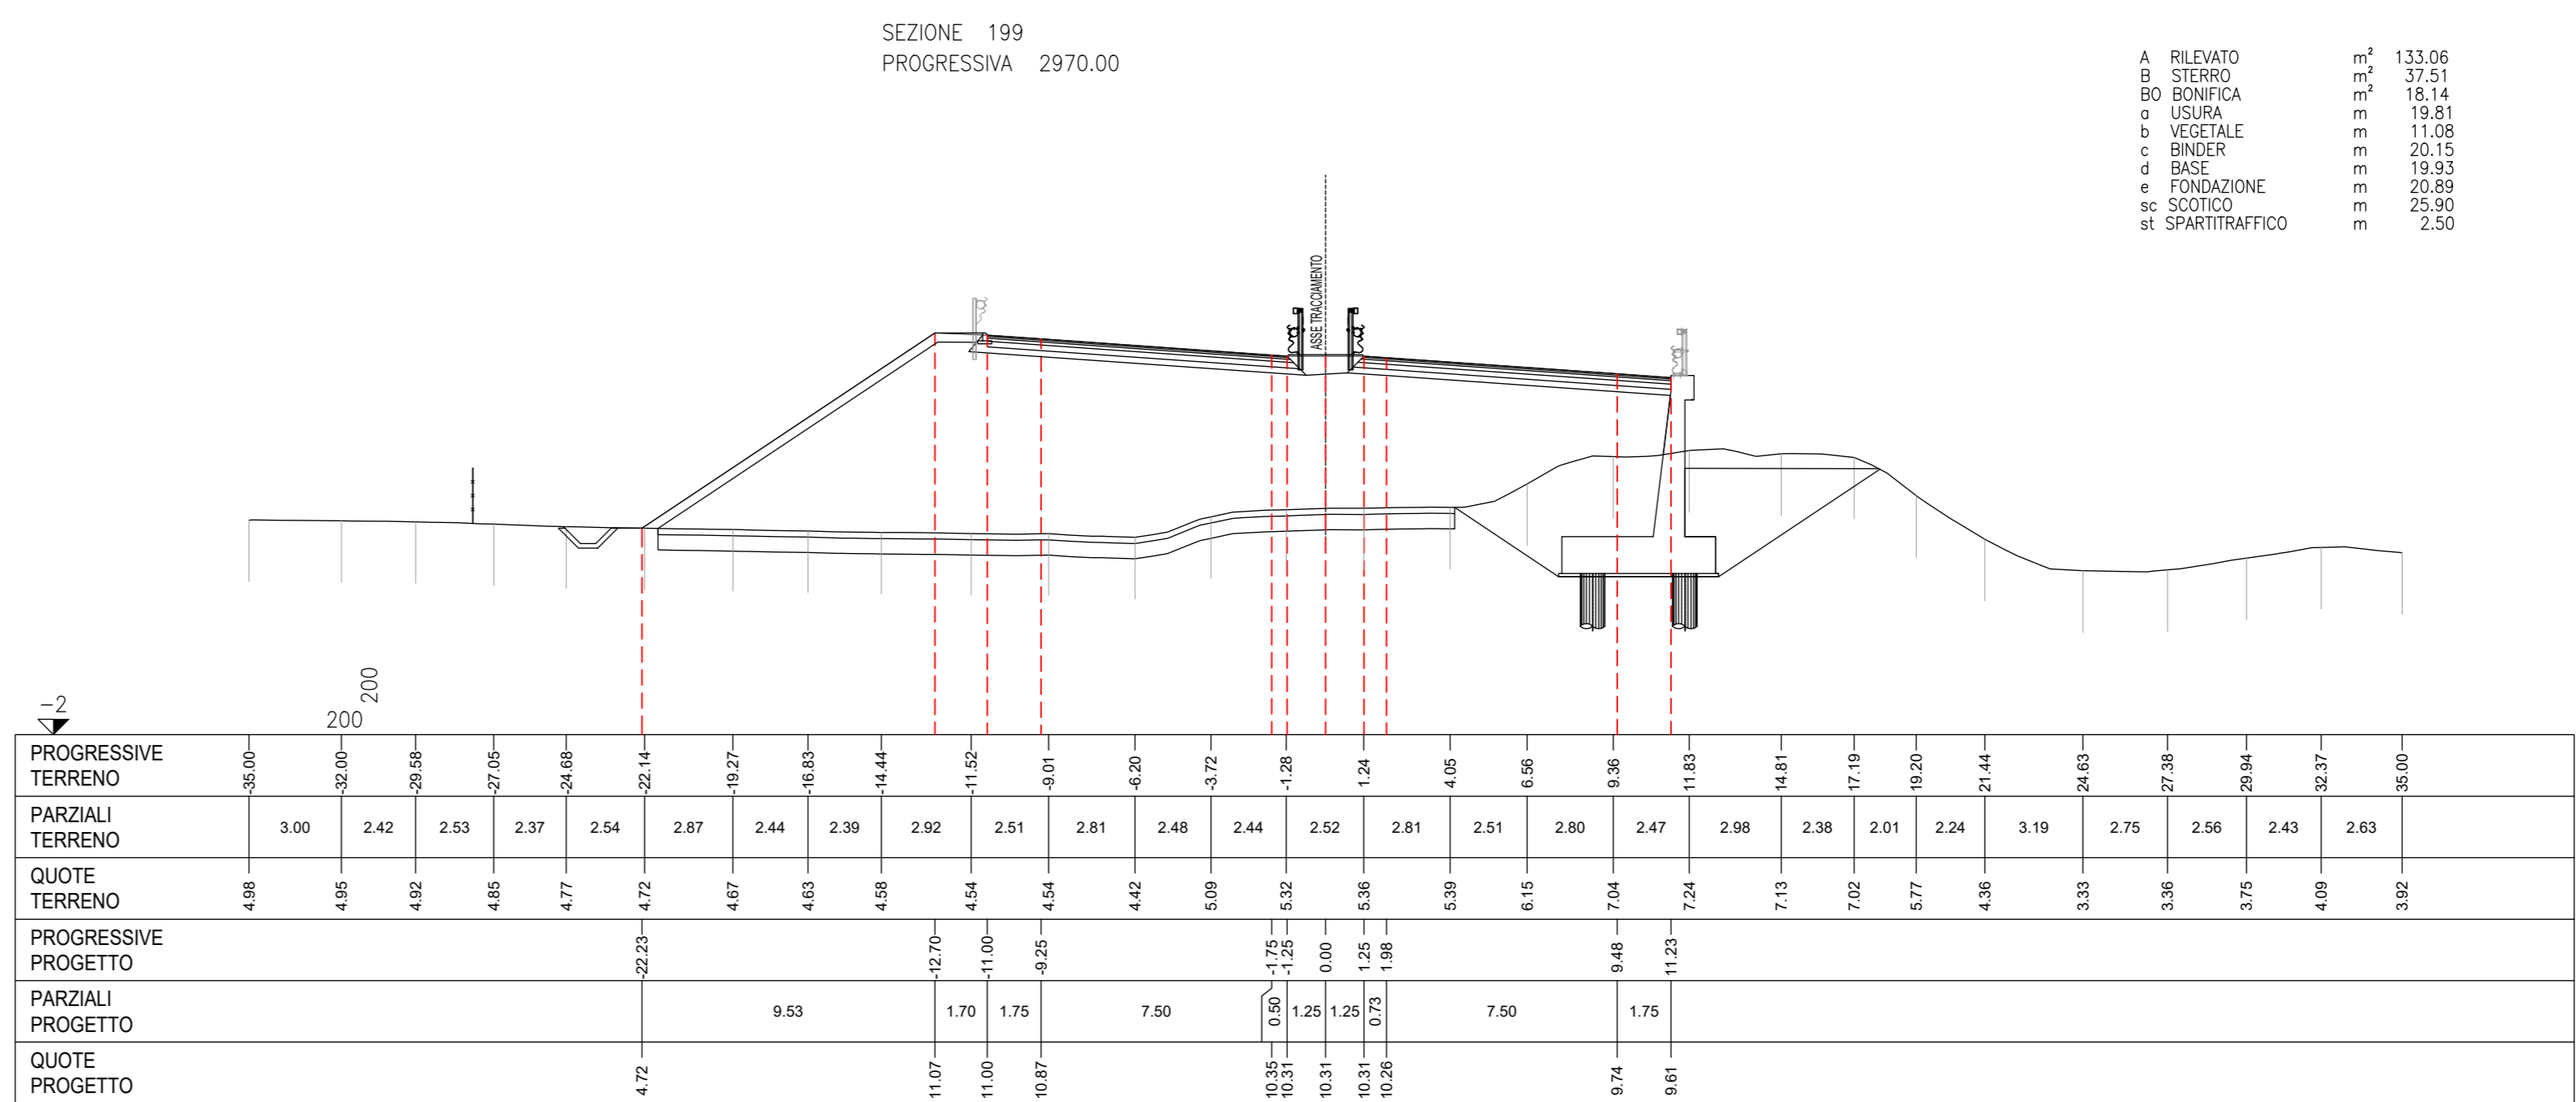 SEZIONE 199
PROGRESSIVA 2970.00
A RILEVATO m² 133.06
B STERRO m² 37.51
BO BONIFICA m² 18.14
a USURA m 19.81
b VEGETALE m 11.08
c BINDER m 20.15
d BASE m 19.93
e FONDAZIONE m 20.89
sc SCOTICO m 25.90
st SPARTITRAFFICO m 2.50
ASSE TRACCIAMENTO
-2
200
200
PROGRESSIVE
TERRENO
-35.00 -32.00 -29.58 -27.05 -24.68 -22.14 -19.27 -16.83 -14.44 -11.52 -9.01 -6.20 -3.72 -1.28 1.24 4.05 6.56 9.36 11.83 14.81 17.19 19.20 21.44 24.63 27.38 29.94 32.37 35.00
PARZIALI
TERRENO
3.00 2.42 2.53 2.37 2.54 2.87 2.44 2.39 2.92 2.51 2.81 2.48 2.44 2.52 2.81 2.51 2.80 2.47 2.98 2.38 2.01 2.24 3.19 2.75 2.56 2.43 2.63
QUOTE
TERRENO
4.98 4.95 4.92 4.85 4.77 4.72 4.67 4.63 4.58 4.54 4.54 4.42 5.09 5.32 5.36 5.39 6.15 7.04 7.24 7.13 7.02 5.77 4.36 3.33 3.36 3.75 4.09 3.92
PROGRESSIVE
PROGETTO
-22.23 -12.70 -11.00 -9.25 -1.75 -1.25 0.00 1.25 1.98 9.48 11.23
PARZIALI
PROGETTO
9.53 1.70 1.75 7.50 0.50 1.25 1.25 0.73 7.50 1.75
QUOTE
PROGETTO
4.72 11.07 11.00 10.87 10.35 10.31 10.31 10.31 10.26 9.74 9.61